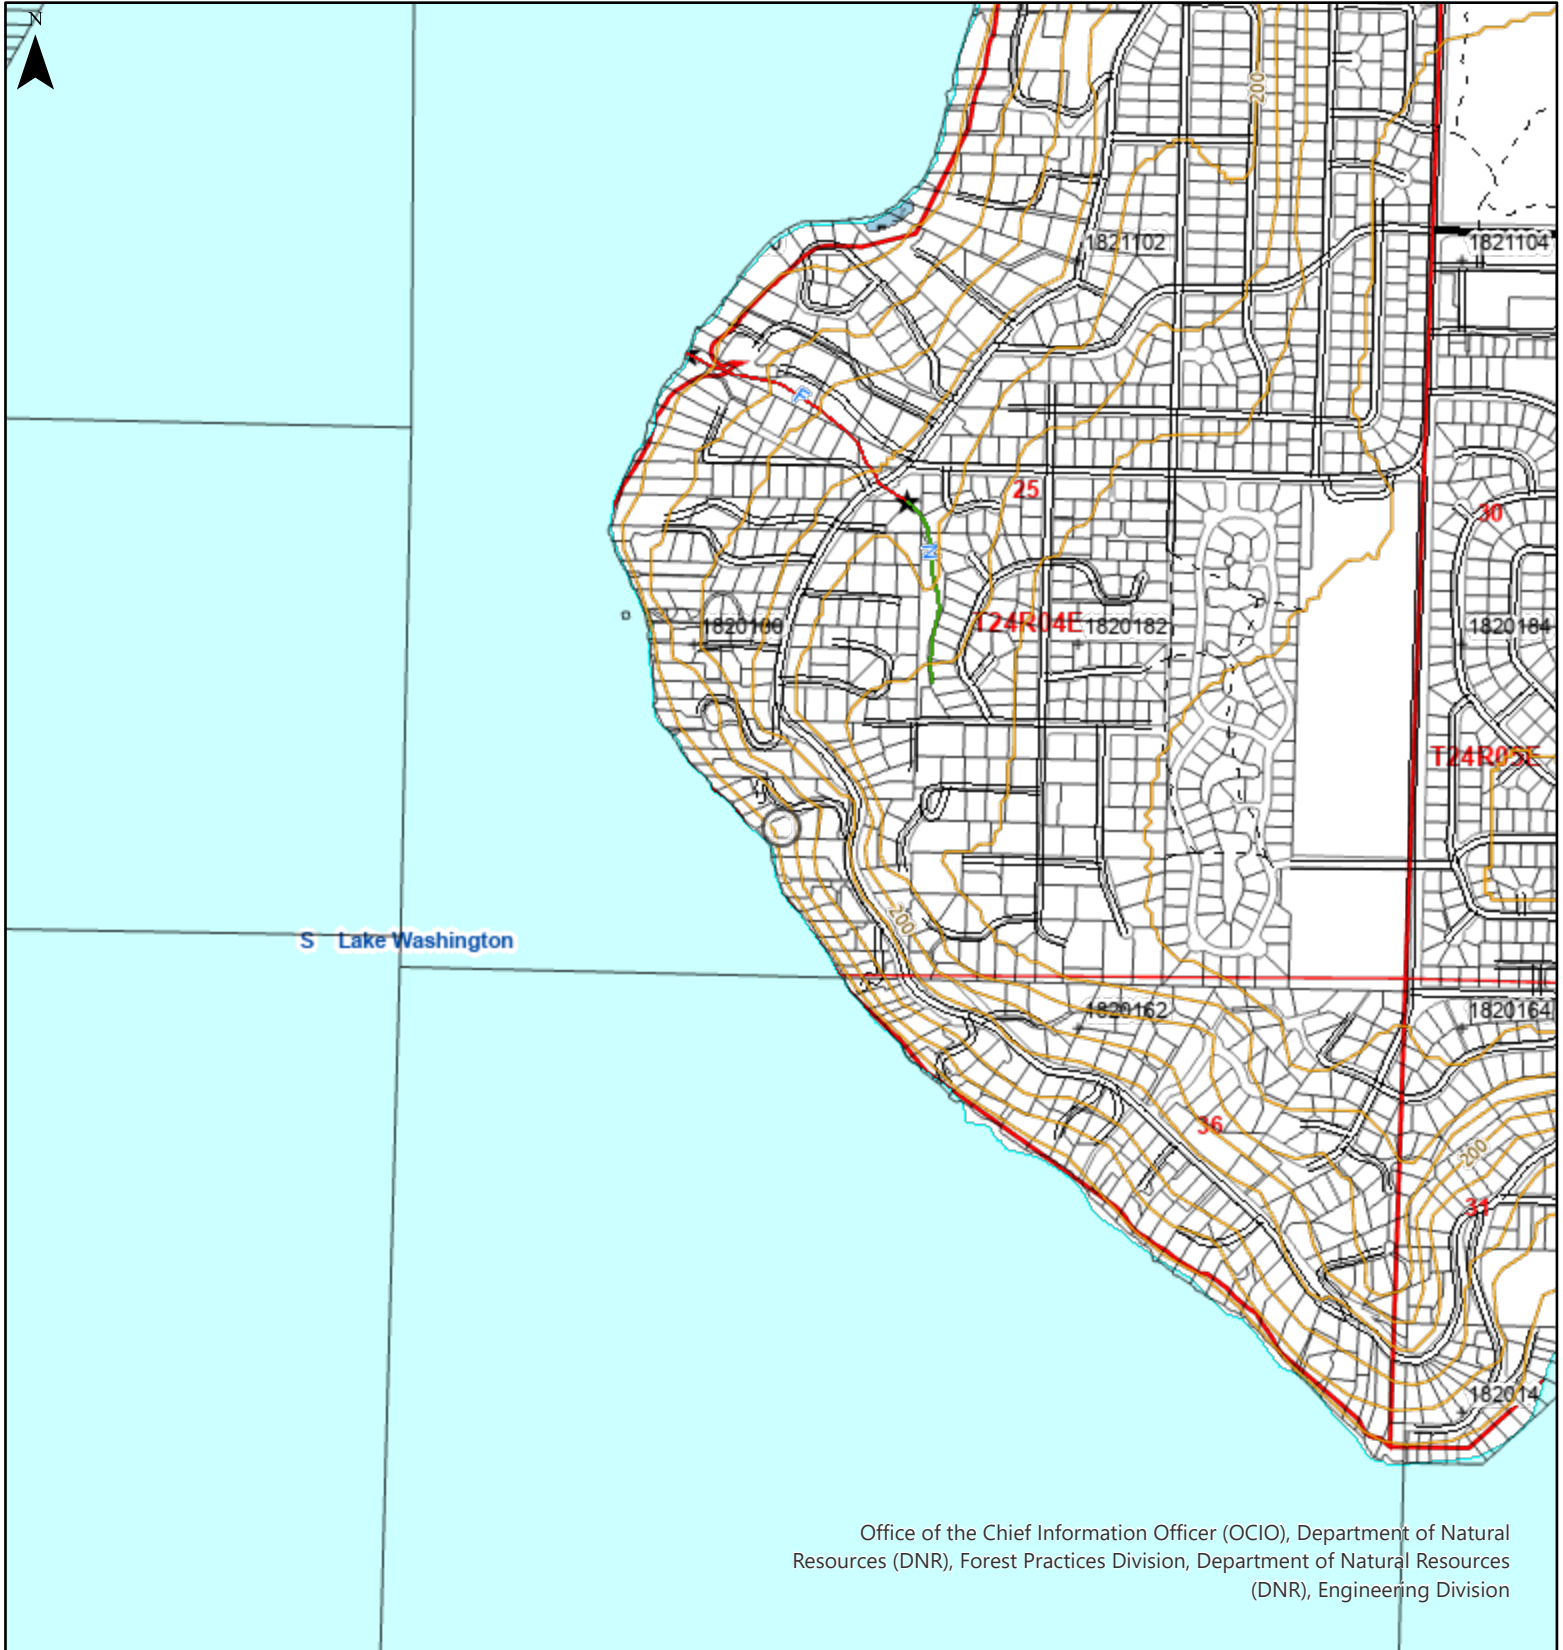 N
200
1821102
1821104
F
25
30
N
T24R04E
1820100
1820182
1820184
T24R05E
200
S Lake Washington
1820162
1820164
36
200
31
182014
Office of the Chief Information Officer (OCIO), Department of Natural
Resources (DNR), Forest Practices Division, Department of Natural Resources
(DNR), Engineering Division